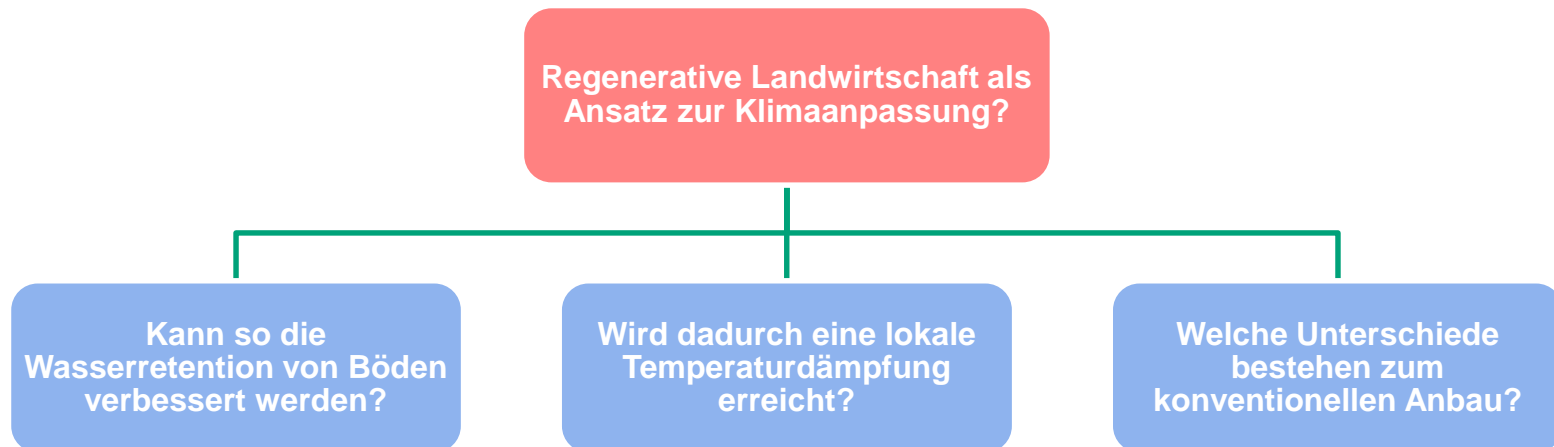 Regenerative Landwirtschaft als
Ansatz zur Klimaanpassung?
Kann so die
Wasserretention von Böden
verbessert werden?
Wird dadurch eine lokale
Temperaturdämpfung
erreicht?
Welche Unterschiede
bestehen zum
konventionellen Anbau?